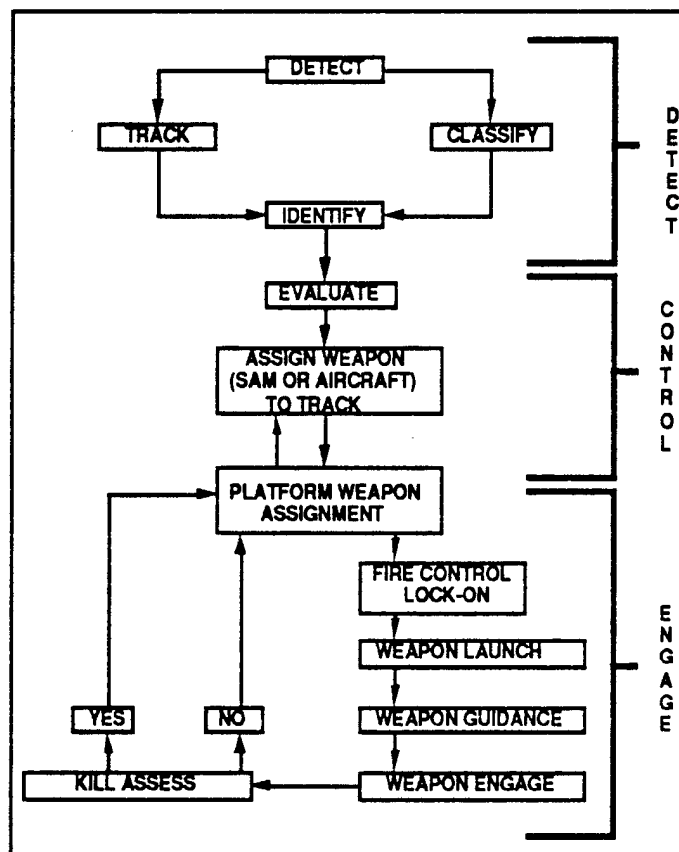 DETECT
TRACK
CLASSIFY
IDENTIFY
DETECT
EVALUATE
ASSIGN WEAPON
(SAM OR AIRCRAFT)
TO TRACK
CONTROL
PLATFORM WEAPON
ASSIGNMENT
FIRE CONTROL
LOCK-ON
WEAPON LAUNCH
YES
NO
WEAPON GUIDANCE
KILL ASSESS
WEAPON ENGAGE
ENGAGE